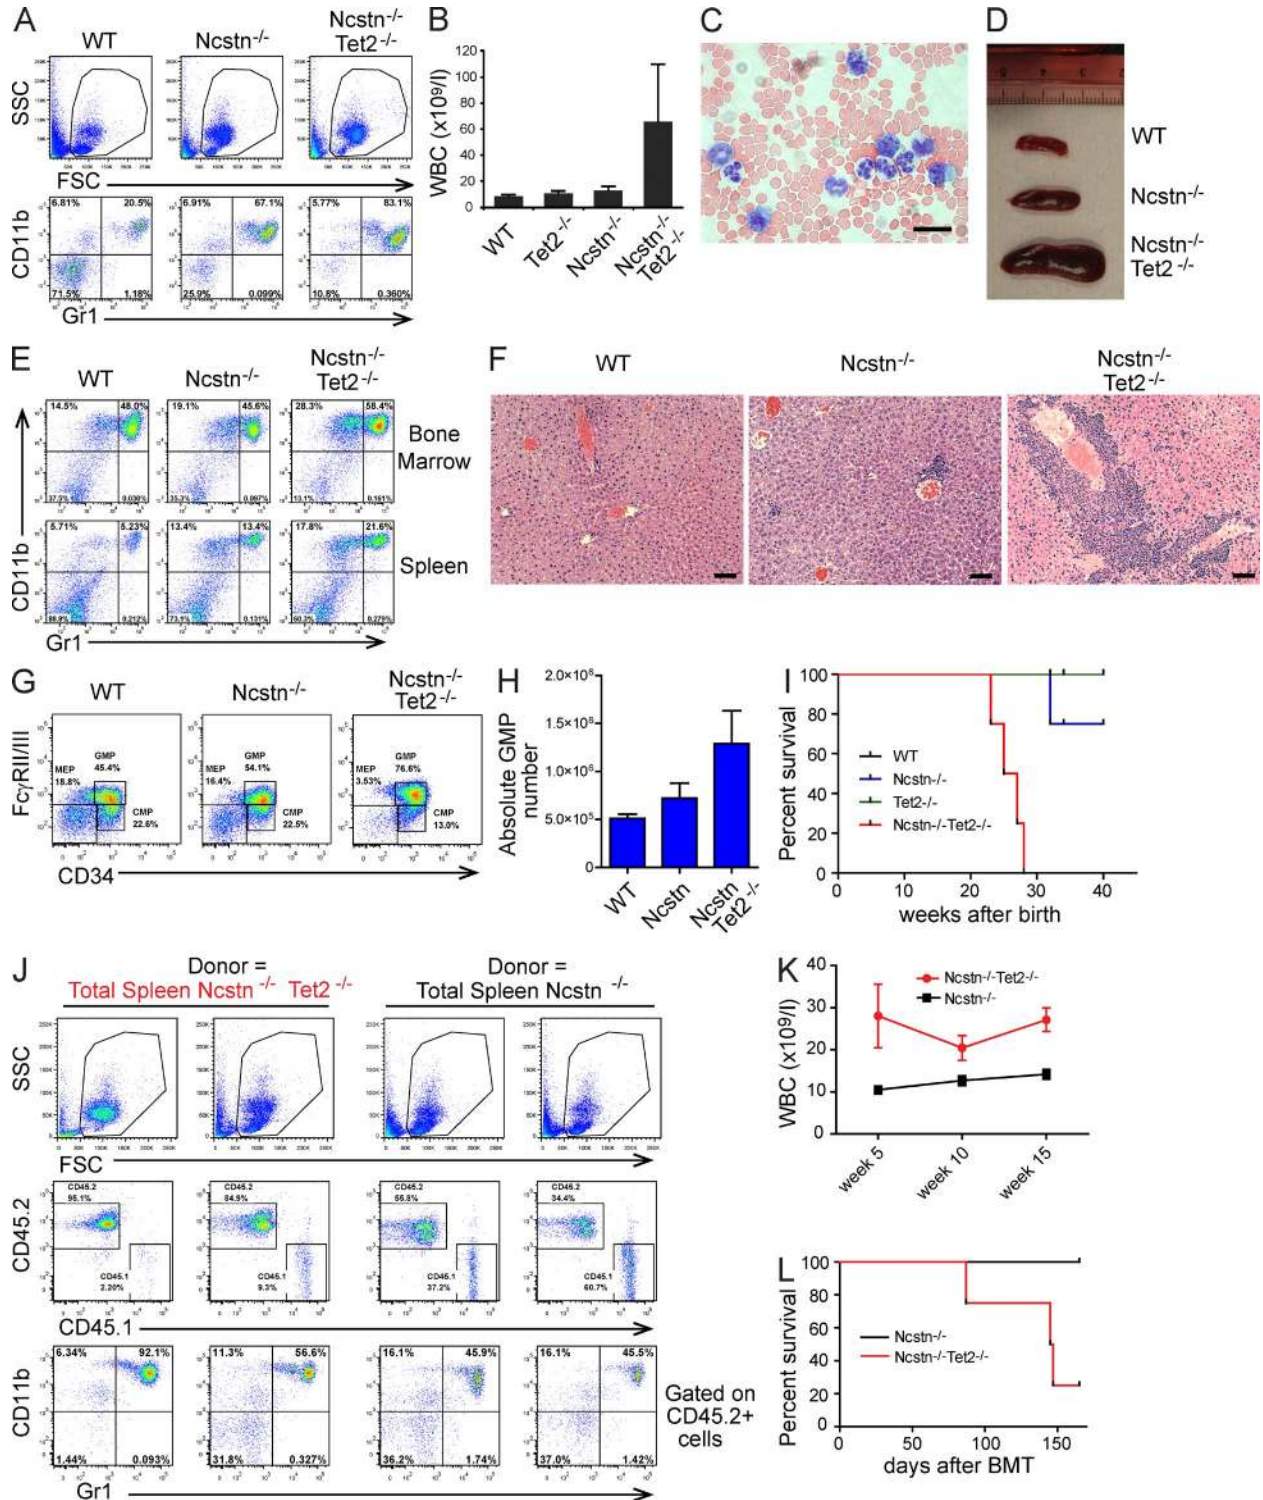 A
WT
Ncstn-/-
Ncstn-/-
Tet2-/-
SSC
FSC
CD11b
6.81% 20.5%
71.5% 1.18%
6.91% 67.1%
25.9% 0.099%
5.77% 83.1%
10.8% 0.360%
Gr1
B
WBC (x10⁹/l)
120
100
80
60
40
20
0
WT
Tet2-/-
Ncstn-/-
Ncstn-/-
Tet2-/-
C
D
5 4 3 2
WT
Ncstn-/-
Ncstn-/-
Tet2 -/-
E
WT
Ncstn-/-
Ncstn-/-
Tet2 -/-
14.5% 48.0%
19.1% 45.6%
28.3% 58.4%
13.1%
Bone
Marrow
5.71% 5.23%
13.4% 13.4%
17.8% 21.6%
Spleen
CD11b
Gr1
F
WT
Ncstn-/-
Ncstn-/-
Tet2 -/-
G
WT
Ncstn-/-
Ncstn-/-
Tet2 -/-
FcγRII/III
GMP
45.4%
MEP
18.8%
CMP
22.6%
GMP
54.1%
MEP
16.4%
CMP
22.5%
GMP
76.6%
MEP
3.53%
CMP
13.0%
CD34
H
Absolute GMP
number
2.0×10⁶
1.5×10⁶
1.0×10⁶
5.0×10⁵
0
WT
Ncstn
Ncstn
Tet2-/-
I
Percent survival
100
80
60
40
20
0
WT
Ncstn-/-
Tet2-/-
Ncstn-/-Tet2-/-
0 10 20 30 40
weeks after birth
J
Donor =
Total Spleen Ncstn -/- Tet2 -/-
Donor =
Total Spleen Ncstn -/-
SSC
FSC
CD45.2
CD45.2
95.1%
CD45.1
2.20%
CD45.2
84.9%
CD45.1
9.3%
CD45.2
55.8%
CD45.1
37.2%
CD45.2
34.4%
CD45.1
60.7%
CD45.1
CD11b
6.34% 92.1%
1.44% 0.093%
11.3% 56.6%
31.8% 0.327%
16.1% 45.9%
36.2% 1.74%
16.1% 45.5%
37.0% 1.42%
Gated on
CD45.2+
cells
Gr1
K
WBC (x10⁹/l)
40
30
20
10
0
Ncstn-/-Tet2-/-
Ncstn-/-
week 5
week 10
week 15
L
Percent survival
100
80
60
40
20
0
Ncstn-/-
Ncstn-/-Tet2-/-
0 50 100 150
days after BMT